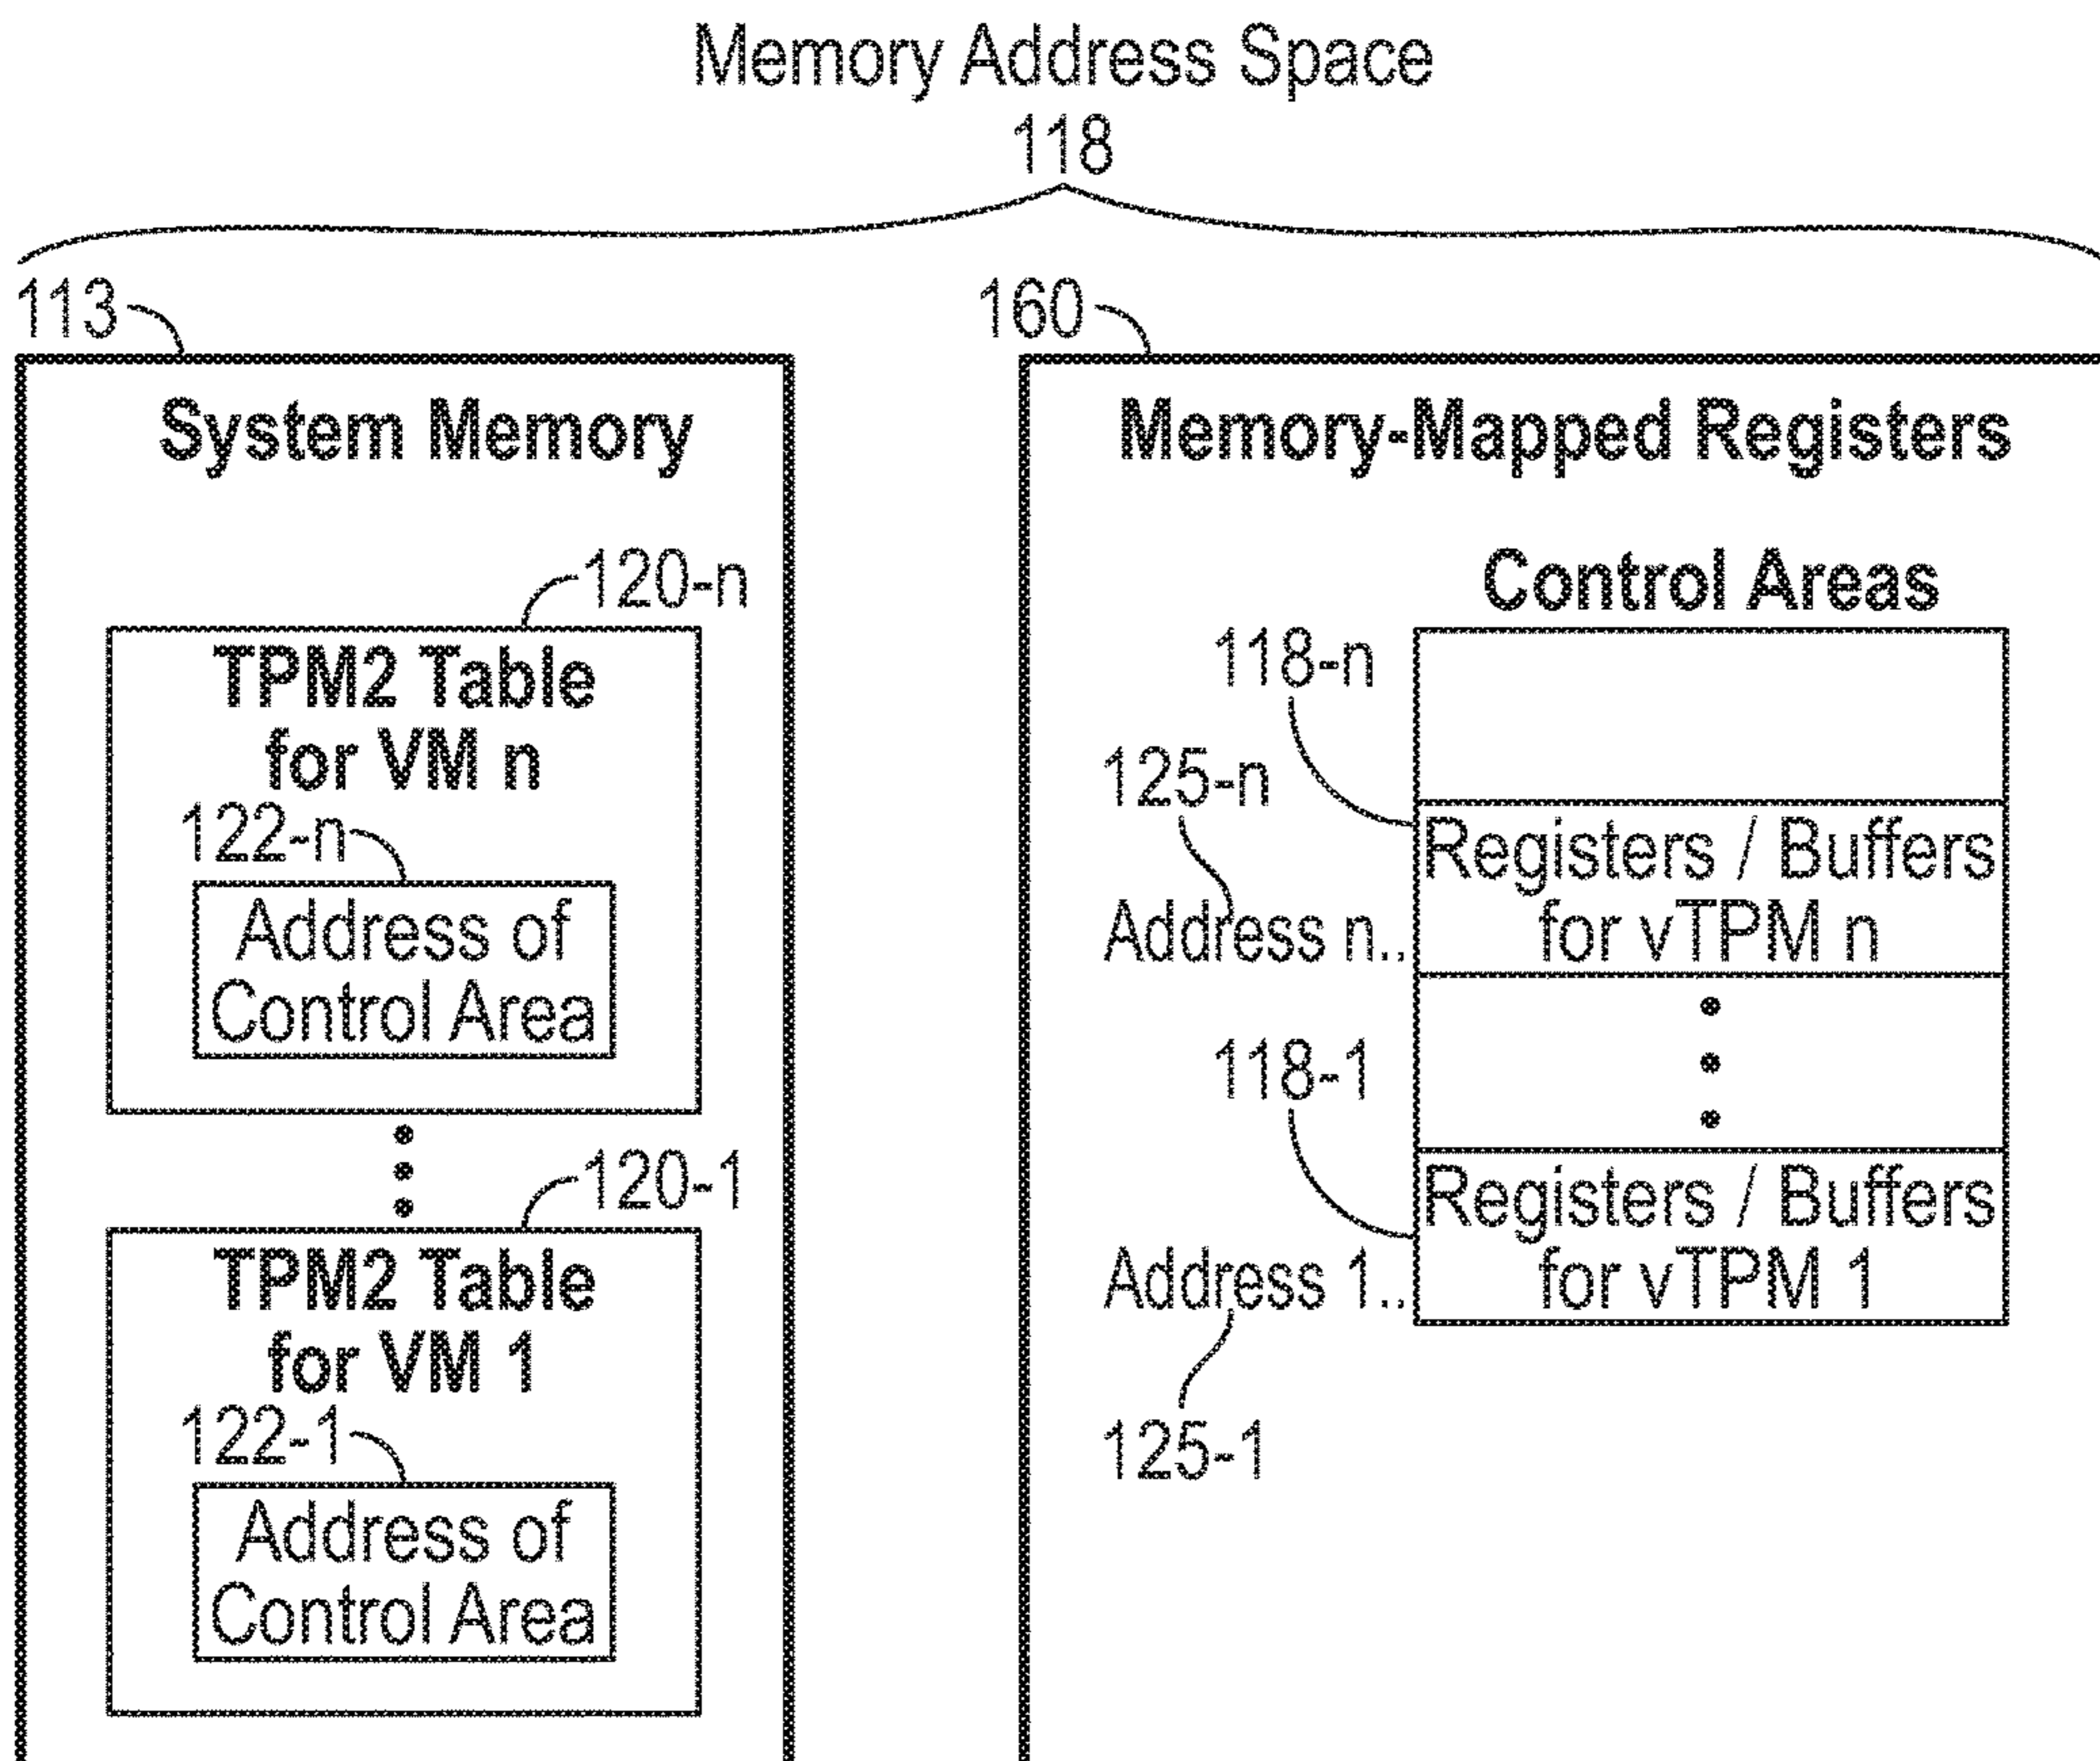 Memory Address Space
118
113
System Memory
120-n
TPM2 Table
for VM n
122-n
Address of
Control Area
120-1
TPM2 Table
for VM 1
122-1
Address of
Control Area
160
Memory-Mapped Registers
Control Areas
118-n
125-n
Registers / Buffers
for vTPM n
Address n..
118-1
Registers / Buffers
for vTPM 1
Address 1..
125-1